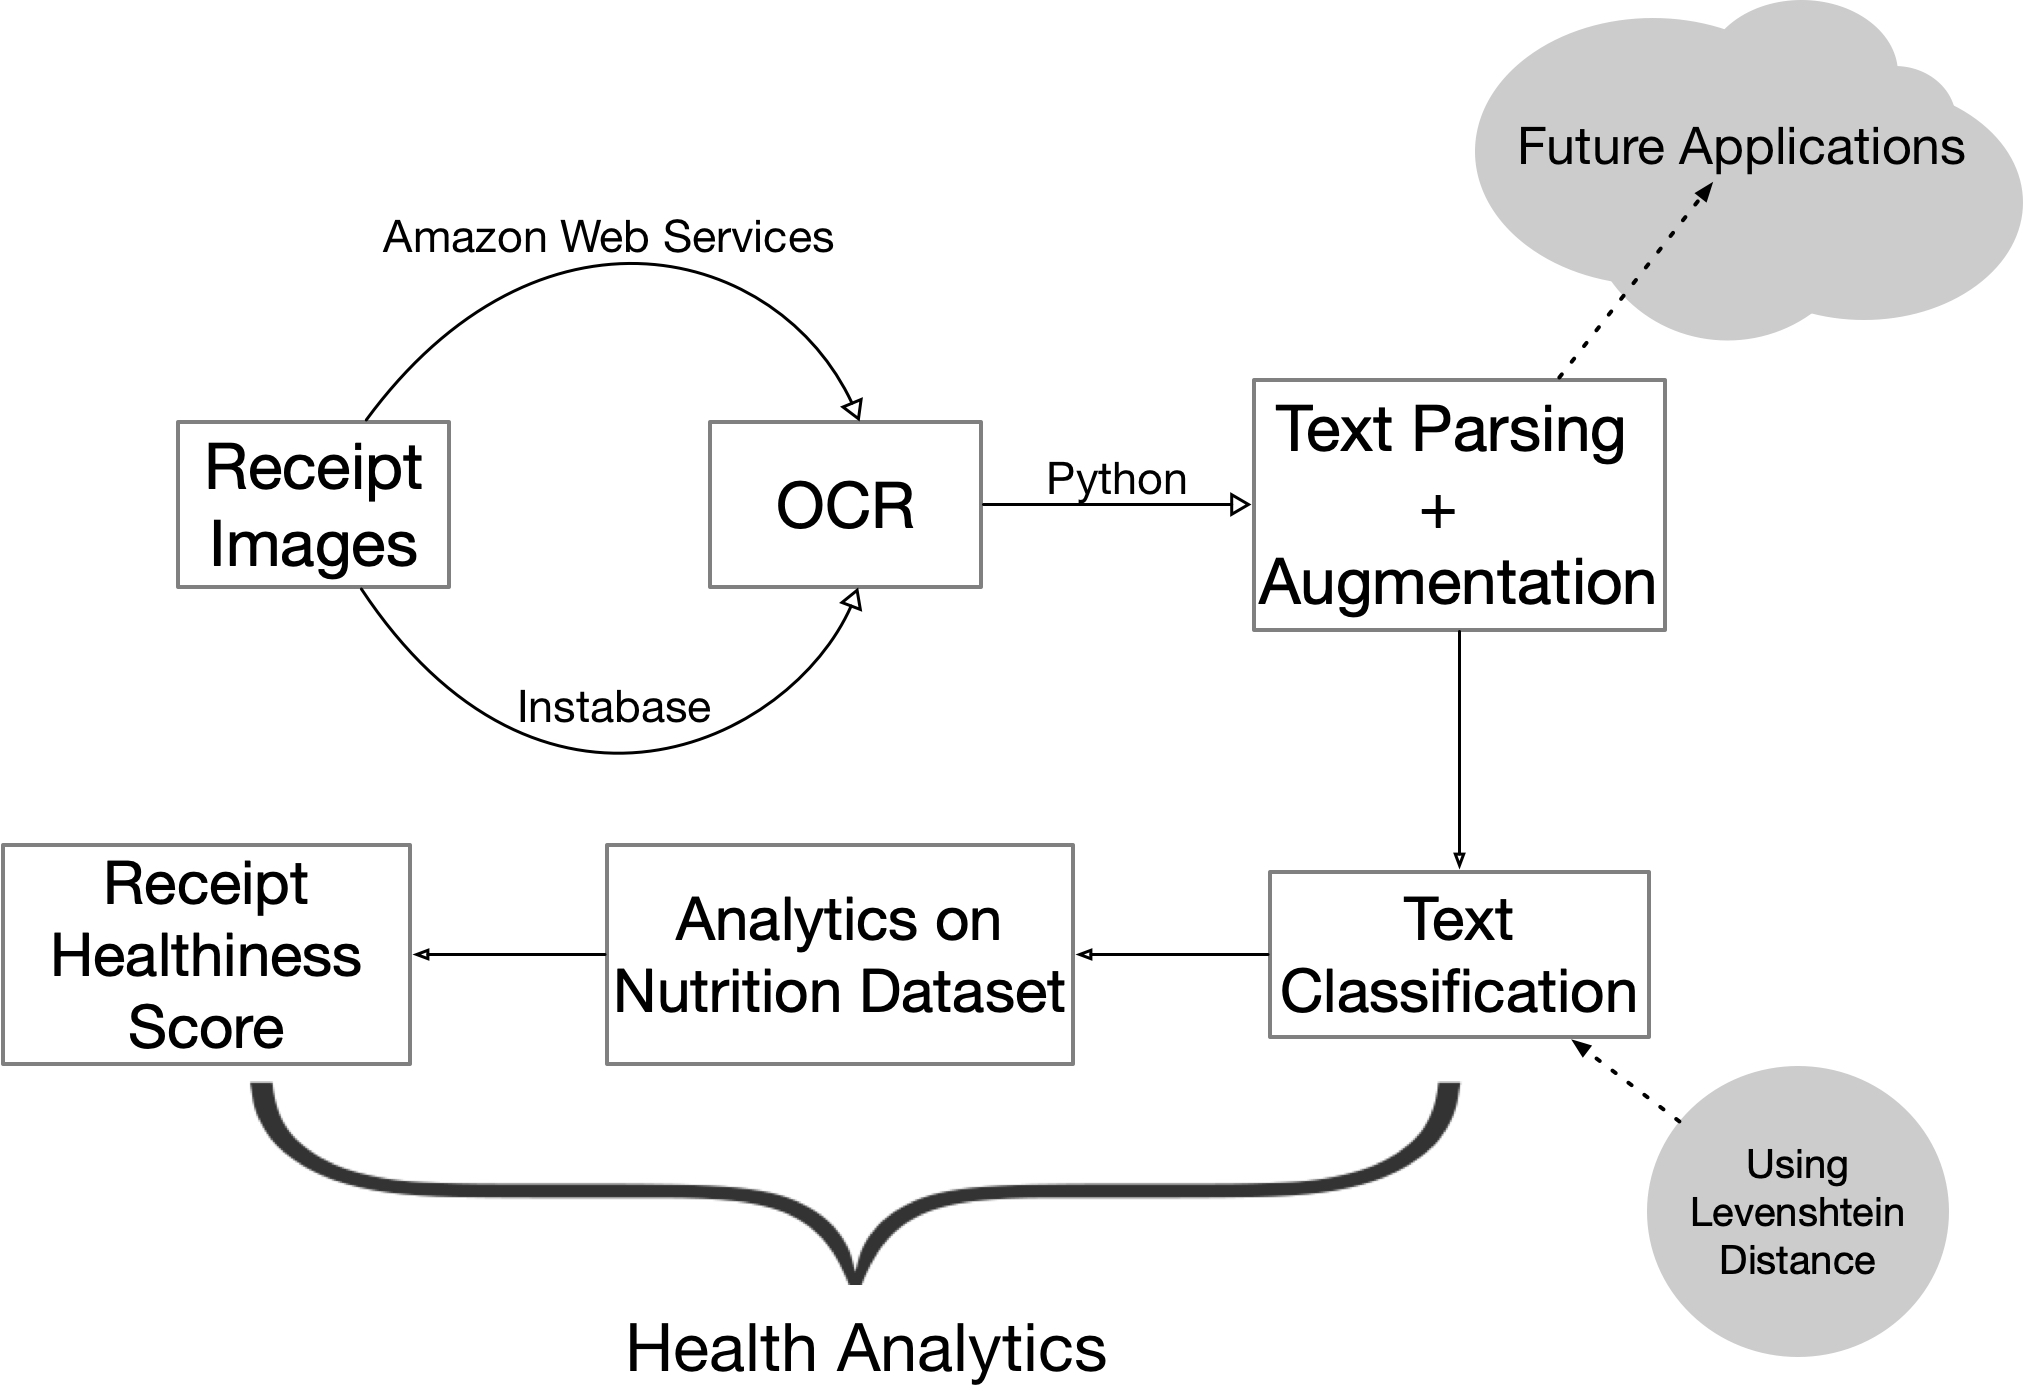 Future Applications
Amazon Web Services
Receipt
Images
OCR
Python
Text Parsing
+
Augmentation
Instabase
Receipt
Healthiness
Score
Analytics on
Nutrition Dataset
Text
Classification
Using
Levenshtein
Distance
Health Analytics